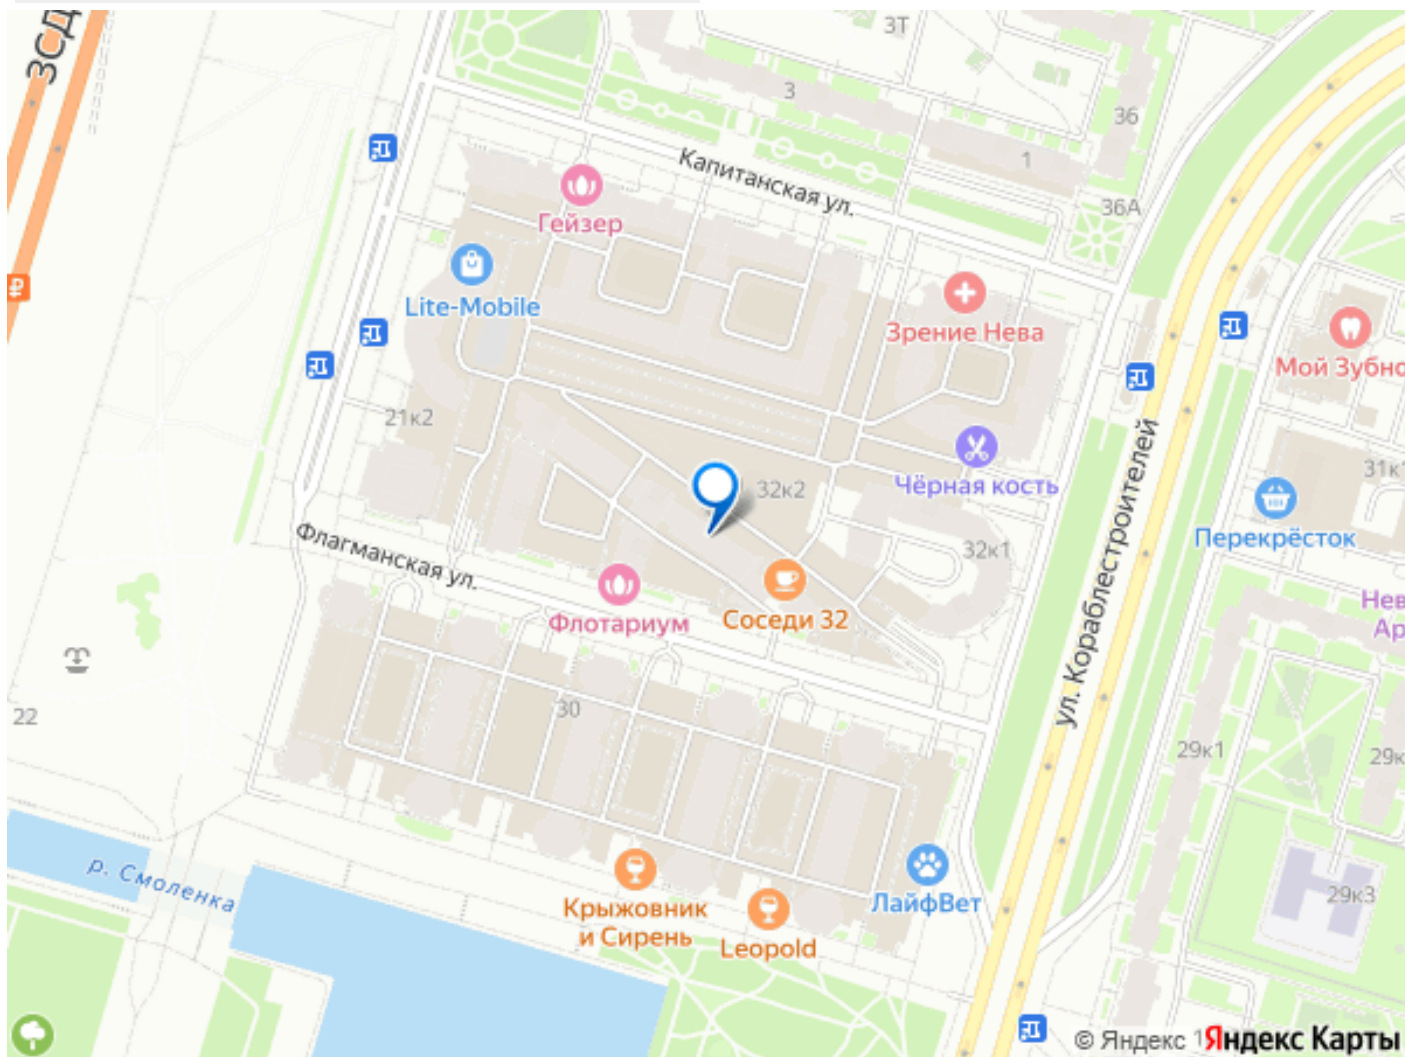 ЗСД
3Т
3
36
1
Капитанская ул.
36А
Гейзер
Lite-Mobile
Зрение Нева
Мой Зубно
21к2
Чёрная кость
32к2
31к1
Перекрёсток
32к1
Флагманская ул.
ул. Кораблестроителей
Флотариум
Соседи 32
Нев
Ар
22
30
29к1
29к
р. Смоленка
ЛайфВет
29к3
Крыжовник
и Сирень
Leopold
© Яндекс 1
Яндекс Карты